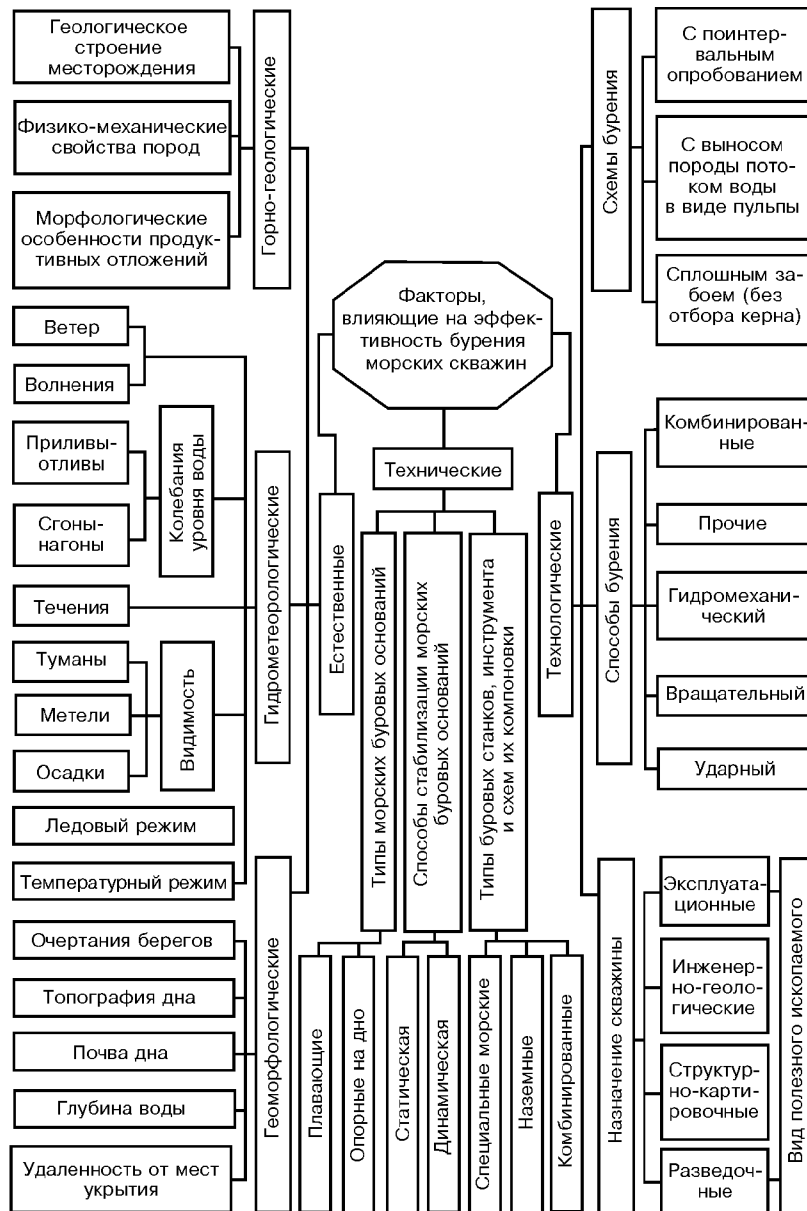 Факторы,
влияющие на эффек-
тивность бурения
морских скважин
Естественные
Горно-геологические
Геологическое
строение
месторождения
Физико-механические
свойства пород
Морфологические
особенности продук-
тивных отложений
Гидрометеорологические
Ветер
Волнения
Колебания
уровня воды
Приливы-
отливы
Сгоны-
нагоны
Течения
Видимость
Туманы
Метели
Осадки
Ледовый режим
Температурный режим
Геоморфологические
Очертания берегов
Топография дна
Почва дна
Глубина воды
Удаленность от мест
укрытия
Технические
Типы морских буровых оснований
Плавающие
Опорные на дно
Способы стабилизации морских
буровых оснований
Статическая
Динамическая
Типы буровых станков, инструмента
и схем их компоновки
Специальные морские
Наземные
Комбинированные
Технологические
Схемы бурения
С поинтер-
вальным
опробованием
С выносом
породы пото-
ком воды
в виде пульпы
Сплошным за-
боем (без
отбора керна)
Способы бурения
Комбинирован-
ные
Прочие
Гидромехани-
ческий
Вращательный
Ударный
Назначение скважины
Эксплуата-
ционные
Инженер-
но-геоло-
гические
Структур-
но-карти-
ровочные
Разведоч-
ные
Вид полезного ископаемого